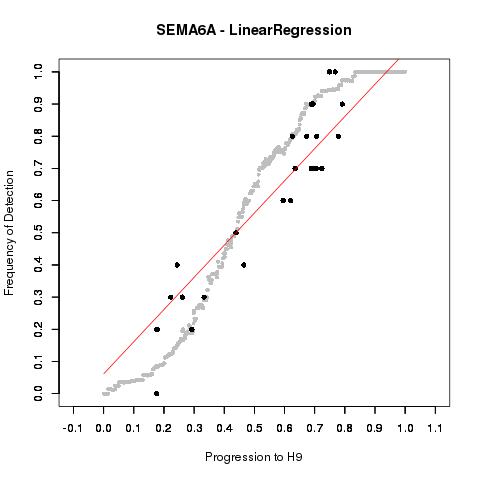 SEMA6A - LinearRegression
Frequency of Detection
1.0
0.9
0.8
0.7
0.6
0.5
0.4
0.3
0.2
0.1
0.0
-0.1 0.0 0.1 0.2 0.3 0.4 0.5 0.6 0.7 0.8 0.9 1.0 1.1
Progression to H9